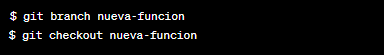 $ git branch nueva-funcion
$ git checkout nueva-funcion